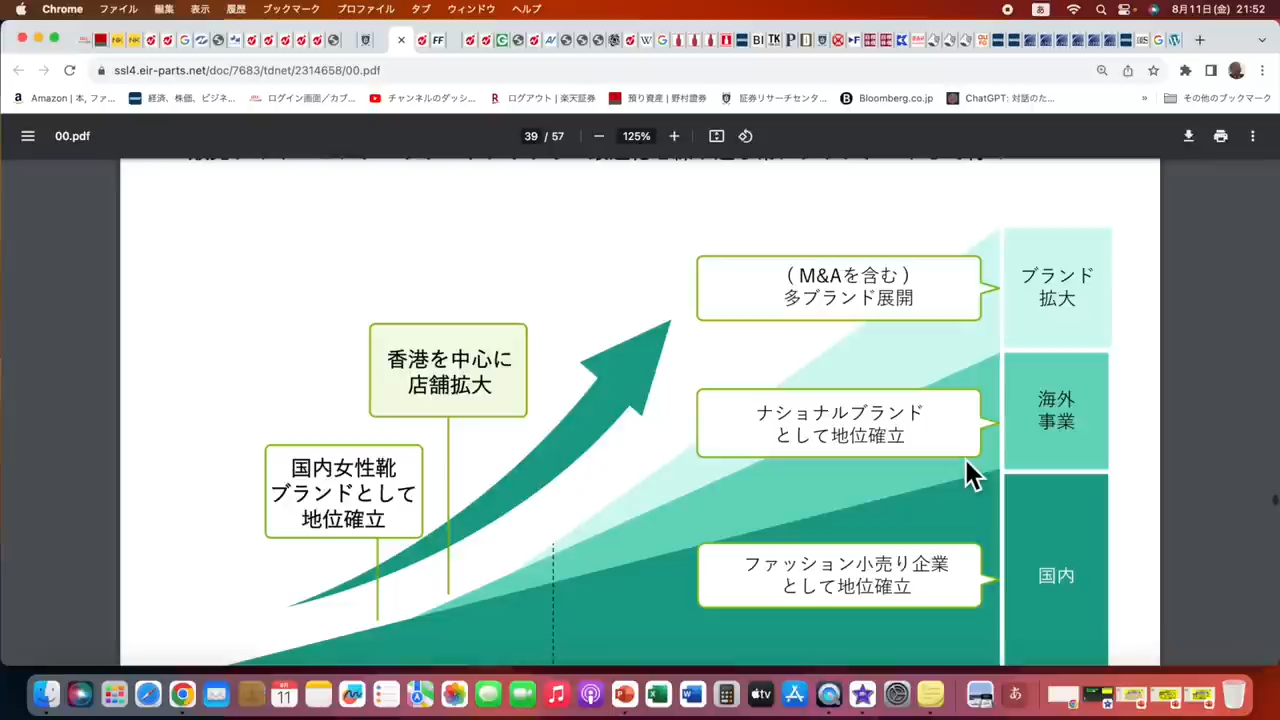 Chrome ファイル 編集 表示 履歴 ブックマーク プロファイル タブ ウィンドウ ヘルプ あ 8月11日(金) 21:52
ssl4.eir-parts.net/doc/7683/tdnet/2314658/00.pdf
Amazon | 本, ファ... 経済、株価、ビジネ... ログイン画面／カブ... チャンネルのダッシ... ログアウト | 楽天証券 預り資産 | 野村證券 証券リサーチセンタ... Bloomberg.co.jp ChatGPT: 対話のた... » その他のブックマーク
00.pdf 39 / 57 125%
（M&Aを含む）
多ブランド展開
ブランド
拡大
香港を中心に
店舗拡大
ナショナルブランド
として地位確立
海外
事業
国内女性靴
ブランドとして
地位確立
ファッション小売り企業
として地位確立
国内